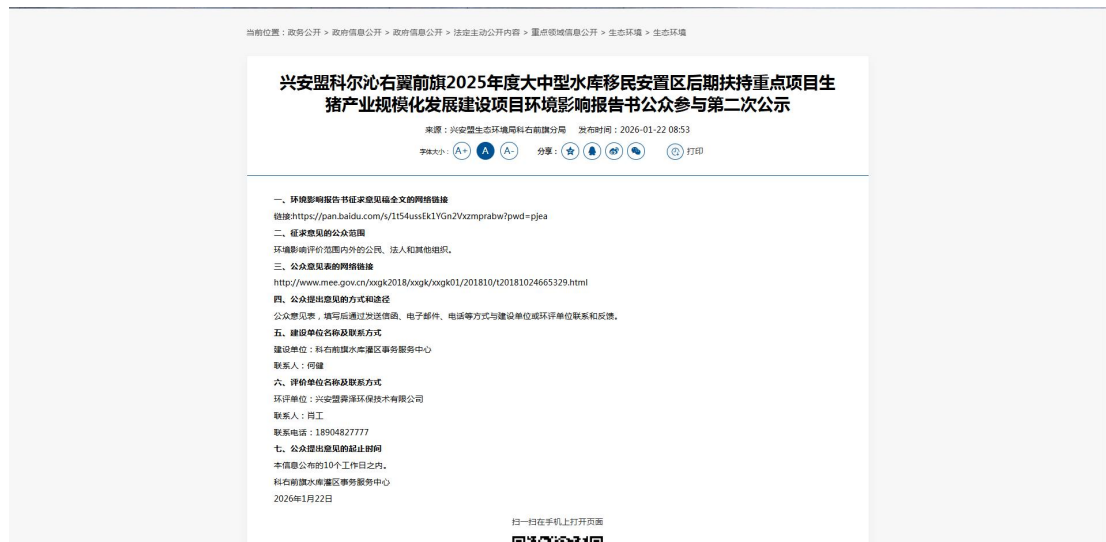 当前位置：政务公开 > 政府信息公开 > 政府信息公开 > 法定主动公开内容 > 重点领域信息公开 > 生态环境 > 生态环境
兴安盟科尔沁右翼前旗2025年度大中型水库移民安置区后期扶持重点项目生
猪产业规模化发展建设项目环境影响报告书公众参与第二次公示
来源：兴安盟生态环境局科右前旗分局 发布时间：2026-01-22 08:53
字体大小： A+ A A- 分享： 打印
一、环境影响报告书征求意见稿全文的网络链接
链接:https://pan.baidu.com/s/1t54ussEk1YGn2Vxzmprabw?pwd=pjea
二、征求意见的公众范围
环境影响评价范围内外的公民、法人和其他组织。
三、公众意见表的网络链接
http://www.mee.gov.cn/xxgk2018/xxgk/xxgk01/201810/t20181024665329.html
四、公众提出意见的方式和途径
公众意见表，填写后通过发送信函、电子邮件、电话等方式与建设单位或环评单位联系和反馈。
五、建设单位名称及联系方式
建设单位：科右前旗水库灌区事务服务中心
联系人：何健
六、评价单位名称及联系方式
环评单位：兴安盟霁泽环保技术有限公司
联系人：肖工
联系电话：18904827777
七、公众提出意见的起止时间
本信息公布的10个工作日之内。
科右前旗水库灌区事务服务中心
2026年1月22日
扫一扫在手机上打开页面